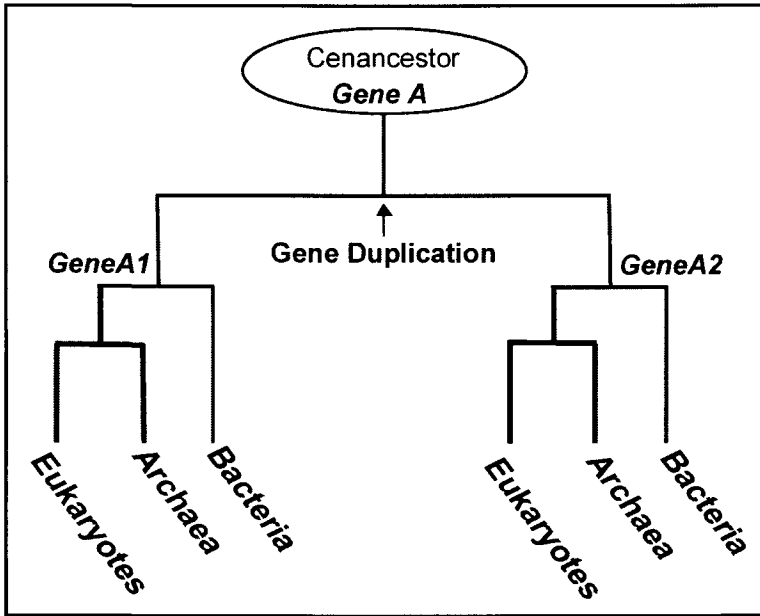 Cenancestor
Gene A
Gene Duplication
GeneA1
GeneA2
Eukaryotes
Archaea
Bacteria
Eukaryotes
Archaea
Bacteria